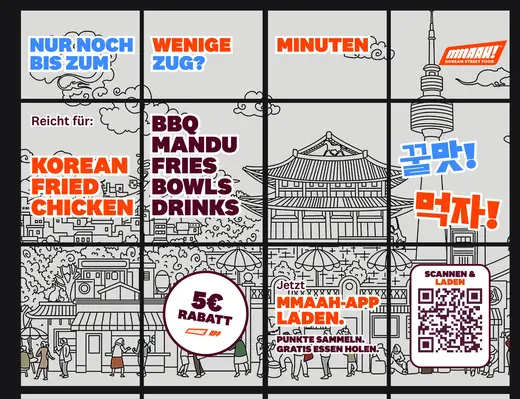 NUR NOCH WENIGE MINUTEN
BIS ZUM ZUG?
MMAAH!
KOREAN STREET FOOD
Reicht für:
KOREAN
FRIED
CHICKEN
BBQ
MANDU
FRIES
BOWLS
DRINKS
꿀맛!
먹자!
5€
RABATT
Jetzt
MMAAH-APP
LADEN.
PUNKTE SAMMELN.
GRATIS ESSEN HOLEN.
SCANNEN &
LADEN